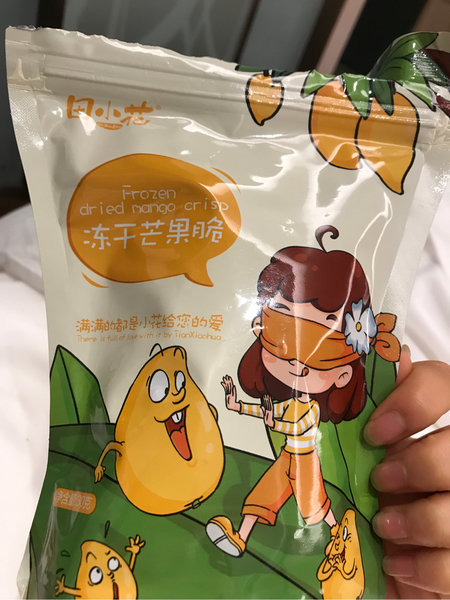 田小花
Frozen
dried mango crisp
冻干芒果脆
满满的都是小花给您的爱
There is full of love with it by TianXiaohua